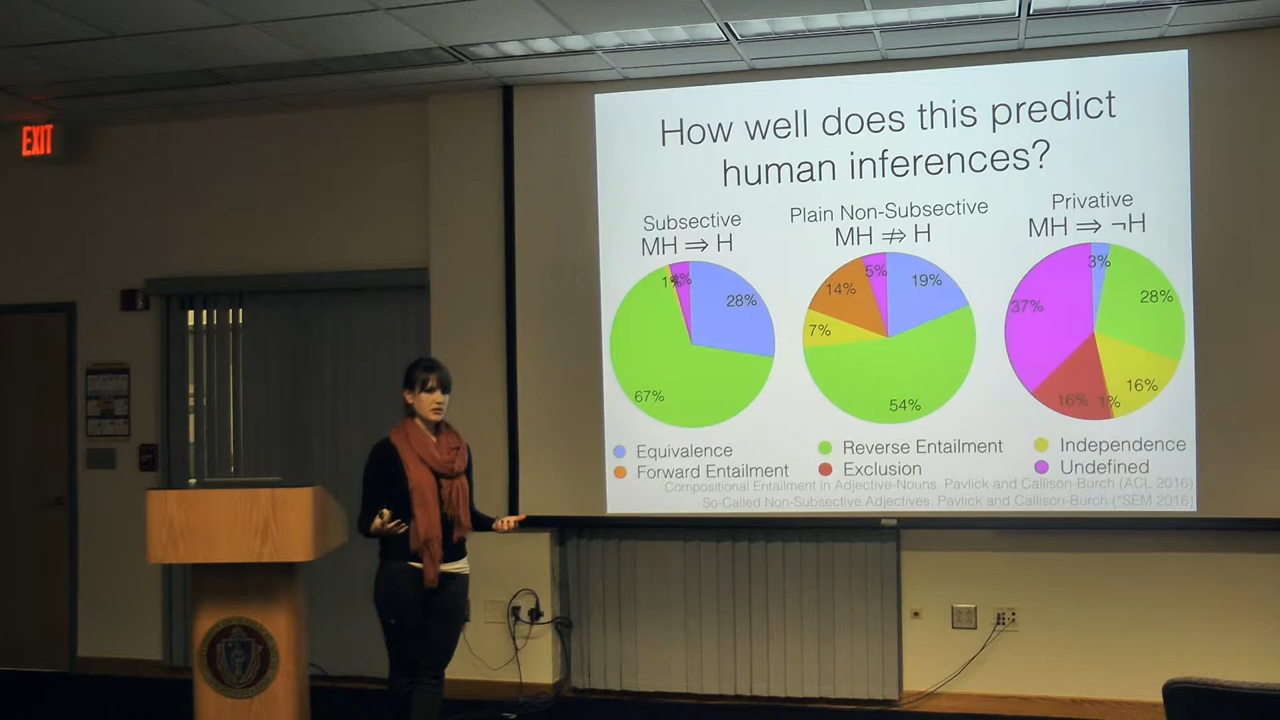 EXIT
How well does this predict
human inferences?
Subsective
MH ⇒ H
Plain Non-Subsective
MH ⇏ H
Privative
MH ⇒ ¬H
28%
67%
1%
19%
54%
7%
14%
5%
3%
28%
16%
1%
16%
37%
Equivalence
Reverse Entailment
Independence
Forward Entailment
Exclusion
Undefined
Compositional Entailment in Adjective-Nouns. Pavlick and Callison-Burch (ACL 2016)
So-Called Non-Subsective Adjectives. Pavlick and Callison-Burch (*SEM 2016)